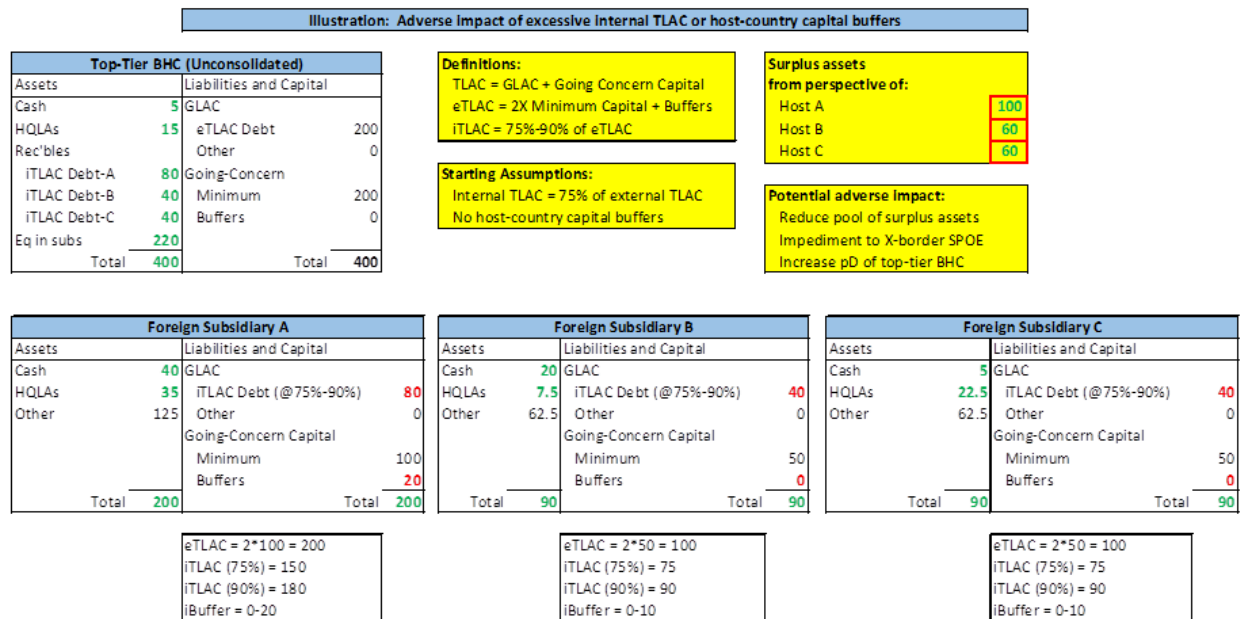 Illustration: Adverse impact of excessive internal TLAC or host-country capital buffers
Top-Tier BHC (Unconsolidated)
Assets Liabilities and Capital
Cash 5 GLAC
HQLAs 15 eTLAC Debt 200
Rec'bles Other 0
iTLAC Debt-A 80 Going-Concern
iTLAC Debt-B 40 Minimum 200
iTLAC Debt-C 40 Buffers 0
Eq in subs 220
Total 400 Total 400
Definitions:
TLAC = GLAC + Going Concern Capital
eTLAC = 2X Minimum Capital + Buffers
iTLAC = 75%-90% of eTLAC
Starting Assumptions:
Internal TLAC = 75% of external TLAC
No host-country capital buffers
Surplus assets
from perspective of:
Host A 100
Host B 60
Host C 60
Potential adverse impact:
Reduce pool of surplus assets
Impediment to X-border SPOE
Increase pD of top-tier BHC
Foreign Subsidiary A
Assets Liabilities and Capital
Cash 40 GLAC
HQLAs 35 iTLAC Debt (@75%-90%) 80
Other 125 Other 0
Going-Concern Capital
Minimum 100
Buffers 20
Total 200 Total 200
eTLAC = 2*100 = 200
iTLAC (75%) = 150
iTLAC (90%) = 180
iBuffer = 0-20
Foreign Subsidiary B
Assets Liabilities and Capital
Cash 20 GLAC
HQLAs 7.5 iTLAC Debt (@75%-90%) 40
Other 62.5 Other 0
Going-Concern Capital
Minimum 50
Buffers 0
Total 90 Total 90
eTLAC = 2*50 = 100
iTLAC (75%) = 75
iTLAC (90%) = 90
iBuffer = 0-10
Foreign Subsidiary C
Assets Liabilities and Capital
Cash 5 GLAC
HQLAs 22.5 iTLAC Debt (@75%-90%) 40
Other 62.5 Other 0
Going-Concern Capital
Minimum 50
Buffers 0
Total 90 Total 90
eTLAC = 2*50 = 100
iTLAC (75%) = 75
iTLAC (90%) = 90
iBuffer = 0-10